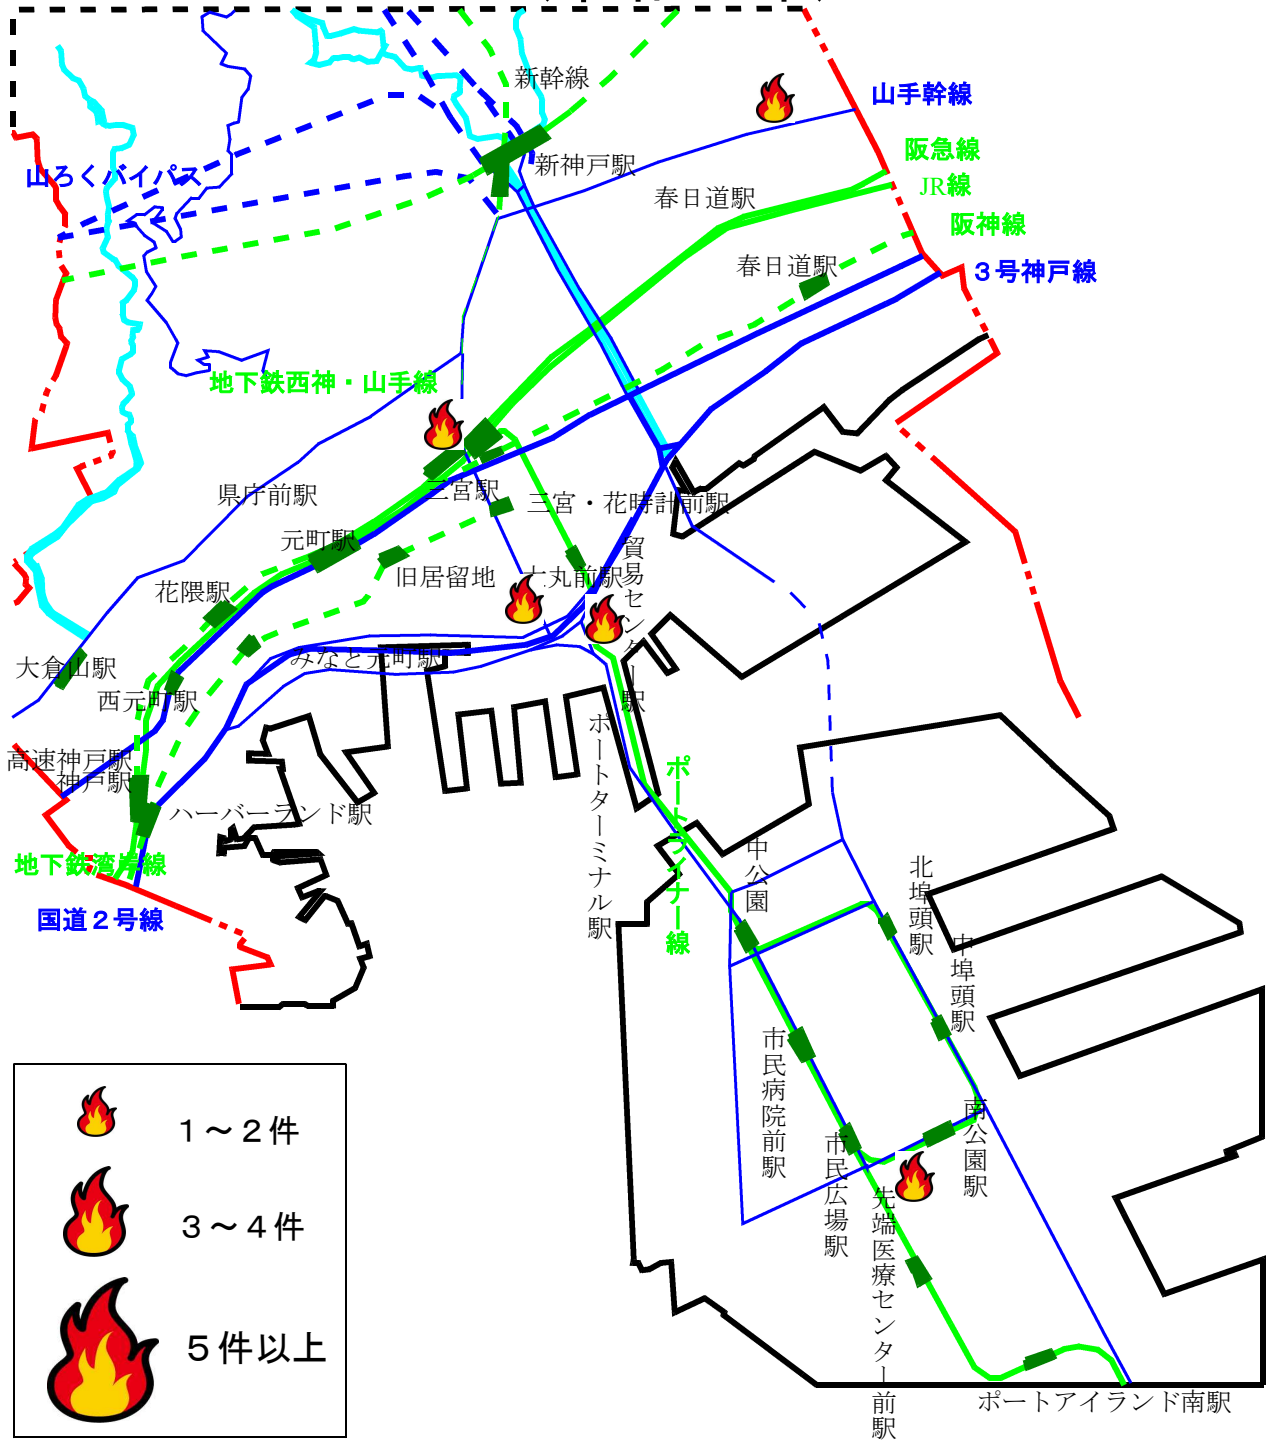 新幹線
山手幹線
阪急線
新神戸駅
山ろくバイパス
JR線
春日道駅
阪神線
春日道駅
３号神戸線
地下鉄西神・山手線
県庁前駅
三宮駅
三宮・花時計前駅
元町駅
旧居留地　大丸前駅
貿易センター駅
花隈駅
みなと元町駅
大倉山駅
西元町駅
ポートターミナル駅
高速神戸駅
神戸駅
ポートライナー線
ハーバーランド駅
中公園
地下鉄湾岸線
北埠頭駅
国道２号線
中埠頭駅
市民病院前駅
南公園駅
市民広場駅
先端医療センター前駅
１～２件
３～４件
５件以上
ポートアイランド南駅